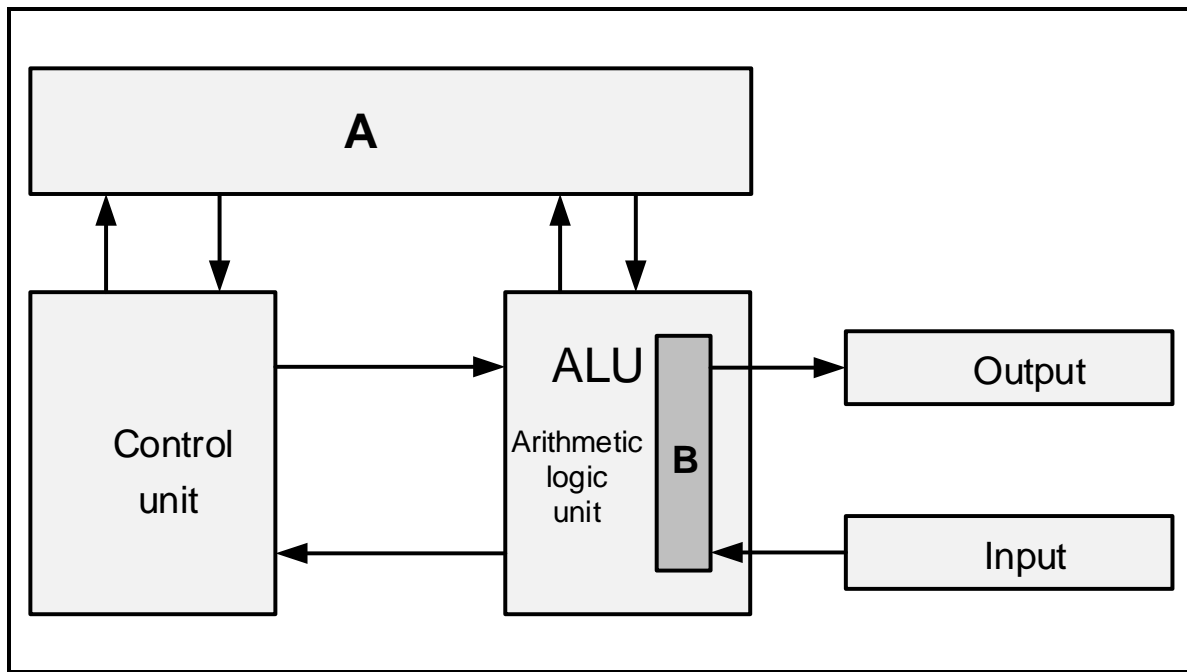 A
Control
unit
ALU
Arithmetic
logic
unit
B
Output
Input